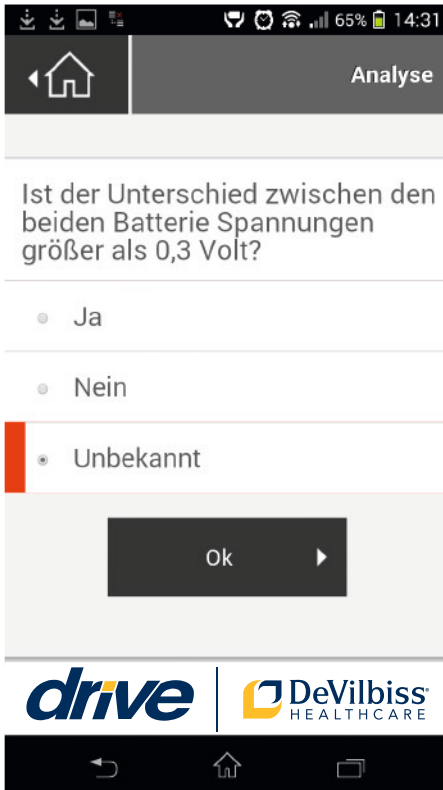 65% 14:31
Analyse
Ist der Unterschied zwischen den
beiden Batterie Spannungen
größer als 0,3 Volt?
Ja
Nein
Unbekannt
Ok
drive
DeVilbiss
HEALTHCARE